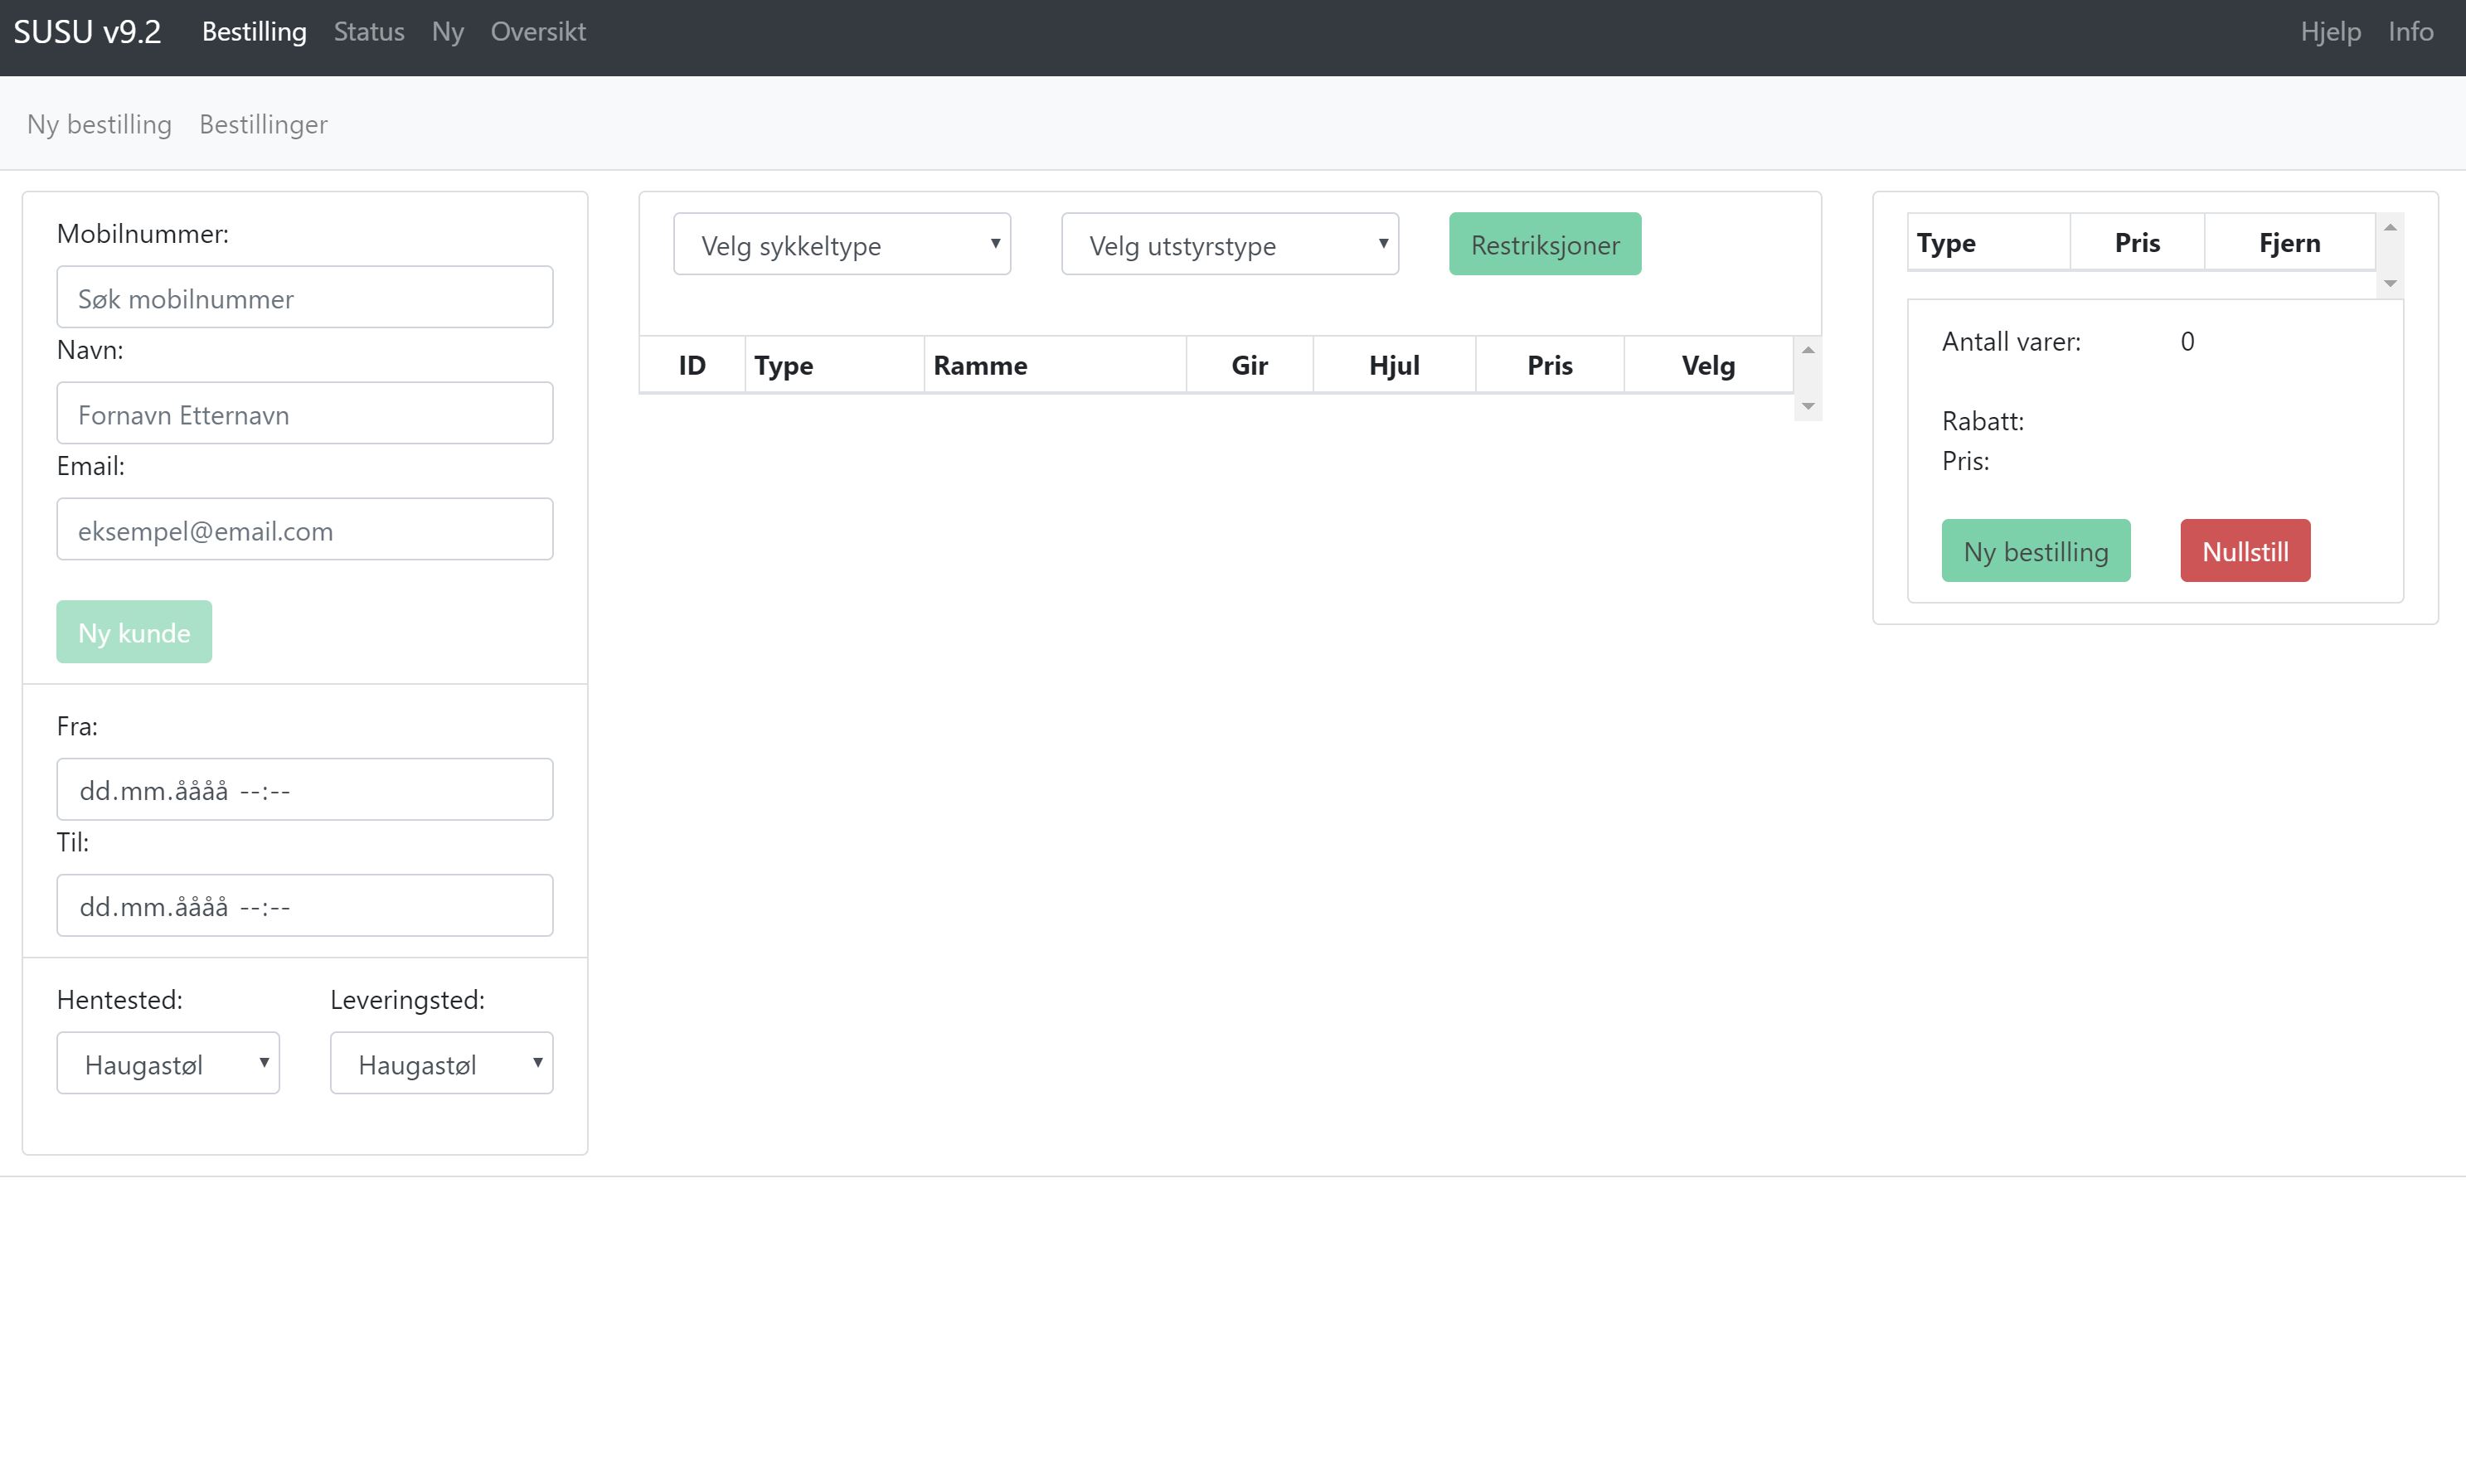 SUSU v9.2 Bestilling Status Ny Oversikt Hjelp Info
Ny bestilling Bestillinger
Mobilnummer:
Søk mobilnummer
Navn:
Fornavn Etternavn
Email:
eksempel@email.com
Ny kunde
Fra:
dd.mm.åååå --:--
Til:
dd.mm.åååå --:--
Hentested: Leveringsted:
Haugastøl Haugastøl
Velg sykkeltype Velg utstyrstype Restriksjoner
ID Type Ramme Gir Hjul Pris Velg
Type Pris Fjern
Antall varer: 0
Rabatt:
Pris:
Ny bestilling Nullstill